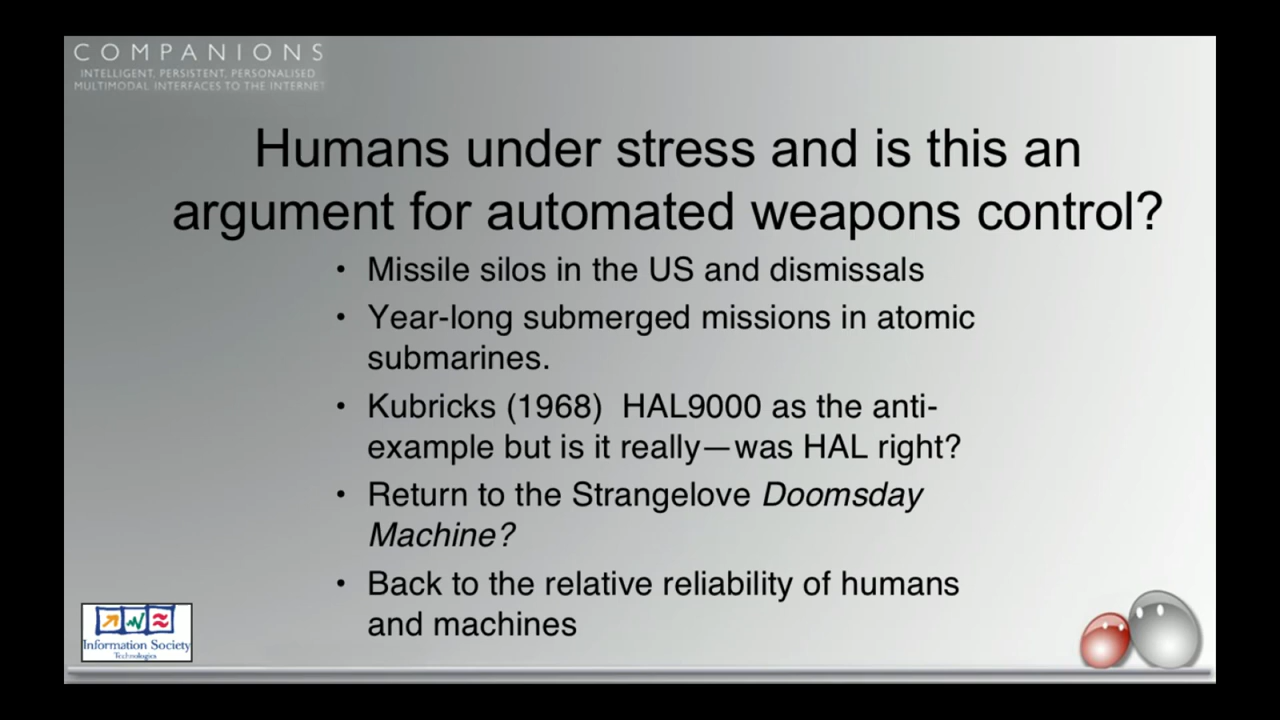 COMPANIONS
INTELLIGENT, PERSISTENT, PERSONALISED
MULTIMODAL INTERFACES TO THE INTERNET
Humans under stress and is this an
argument for automated weapons control?
• Missile silos in the US and dismissals
• Year-long submerged missions in atomic
submarines.
• Kubricks (1968)  HAL9000 as the anti-
example but is it really—was HAL right?
• Return to the Strangelove Doomsday
Machine?
• Back to the relative reliability of humans
and machines
Information Society
Technologies